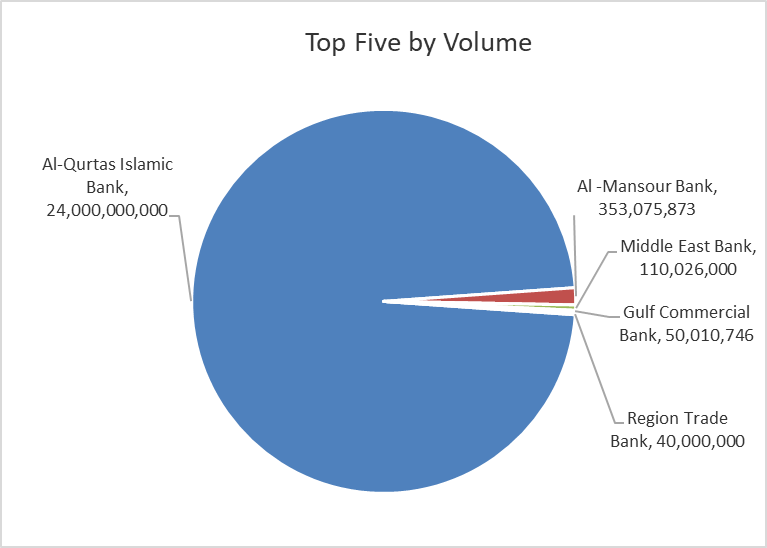 Top Five by Volume
Al-Qurtas Islamic
Bank,
24,000,000,000
Al -Mansour Bank,
353,075,873
Middle East Bank,
110,026,000
Gulf Commercial
Bank, 50,010,746
Region Trade
Bank, 40,000,000